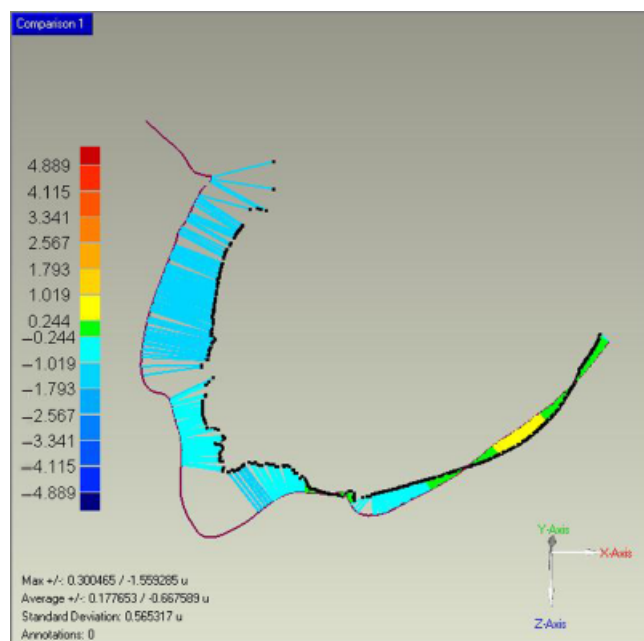 Comparison 1
4.889
4.115
3.341
2.567
1.793
1.019
0.244
−0.244
−1.019
−1.793
−2.567
−3.341
−4.115
−4.889
Y-Axis
X-Axis
Z-Axis
Max +/-: 0.300465 / -1.559285 u
Average +/-: 0.177653 / -0.667589 u
Standard Deviation: 0.565317 u
Annotations: 0